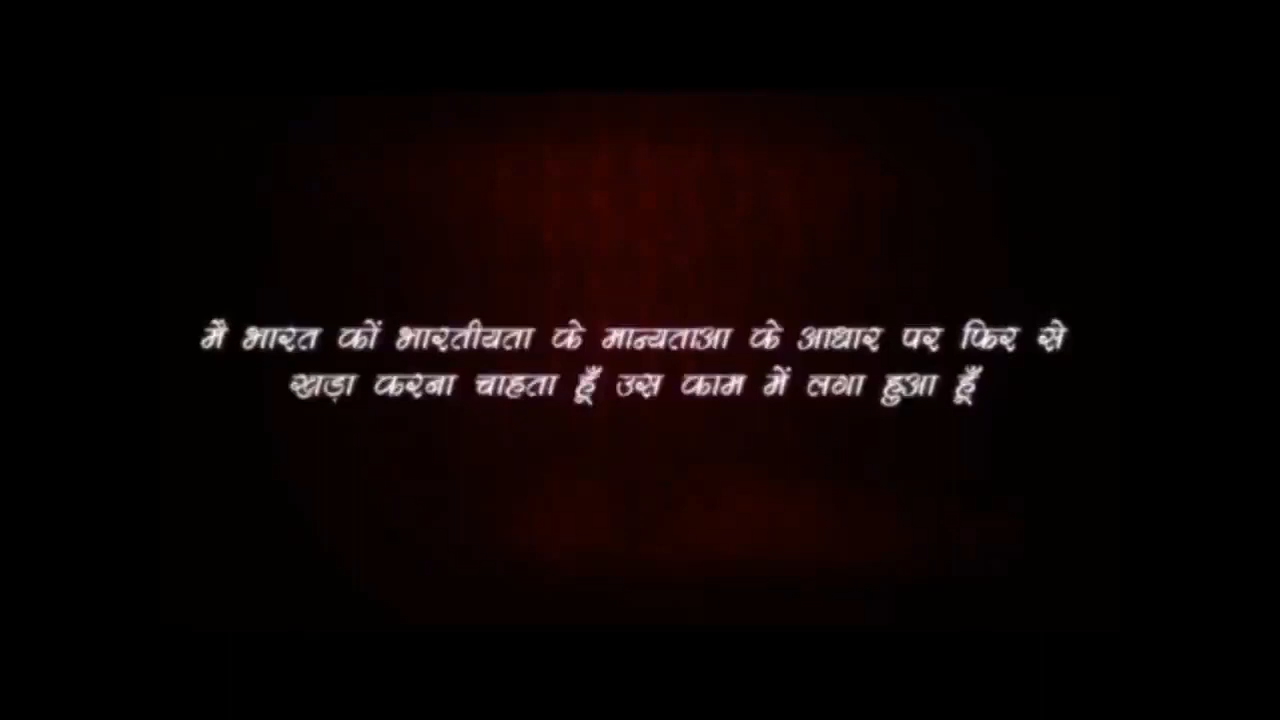 मै भारत कों भारतीयता के मान्यताआ के आधार पर फिर से
खड़ा करना चाहता हूँ उस काम में लगा हुआ हूँ